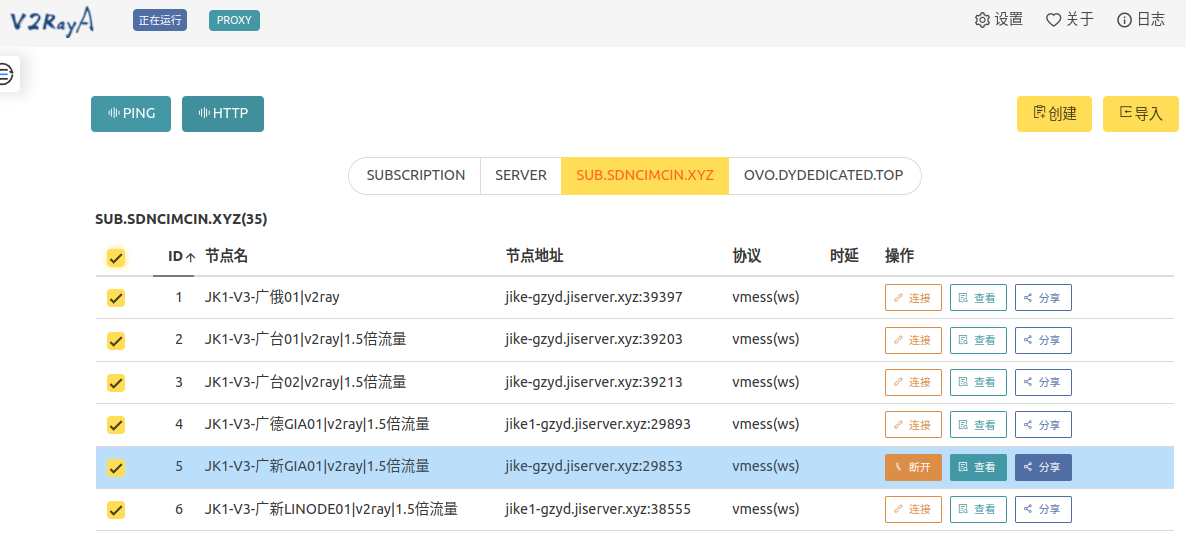 V2RayA 正在运行 PROXY 设置 关于 日志
PING HTTP 创建 导入
SUBSCRIPTION SERVER SUB.SDNCIMCIN.XYZ OVO.DYDEDICATED.TOP
SUB.SDNCIMCIN.XYZ(35)
ID 节点名 节点地址 协议 时延 操作
1 JK1-V3-广俄01|v2ray jike-gzyd.jiserver.xyz:39397 vmess(ws) 连接 查看 分享
2 JK1-V3-广台01|v2ray|1.5倍流量 jike-gzyd.jiserver.xyz:39203 vmess(ws) 连接 查看 分享
3 JK1-V3-广台02|v2ray|1.5倍流量 jike-gzyd.jiserver.xyz:39213 vmess(ws) 连接 查看 分享
4 JK1-V3-广德GIA01|v2ray|1.5倍流量 jike1-gzyd.jiserver.xyz:29893 vmess(ws) 连接 查看 分享
5 JK1-V3-广新GIA01|v2ray|1.5倍流量 jike-gzyd.jiserver.xyz:29853 vmess(ws) 断开 查看 分享
6 JK1-V3-广新LINODE01|v2ray|1.5倍流量 jike1-gzyd.jiserver.xyz:38555 vmess(ws) 连接 查看 分享